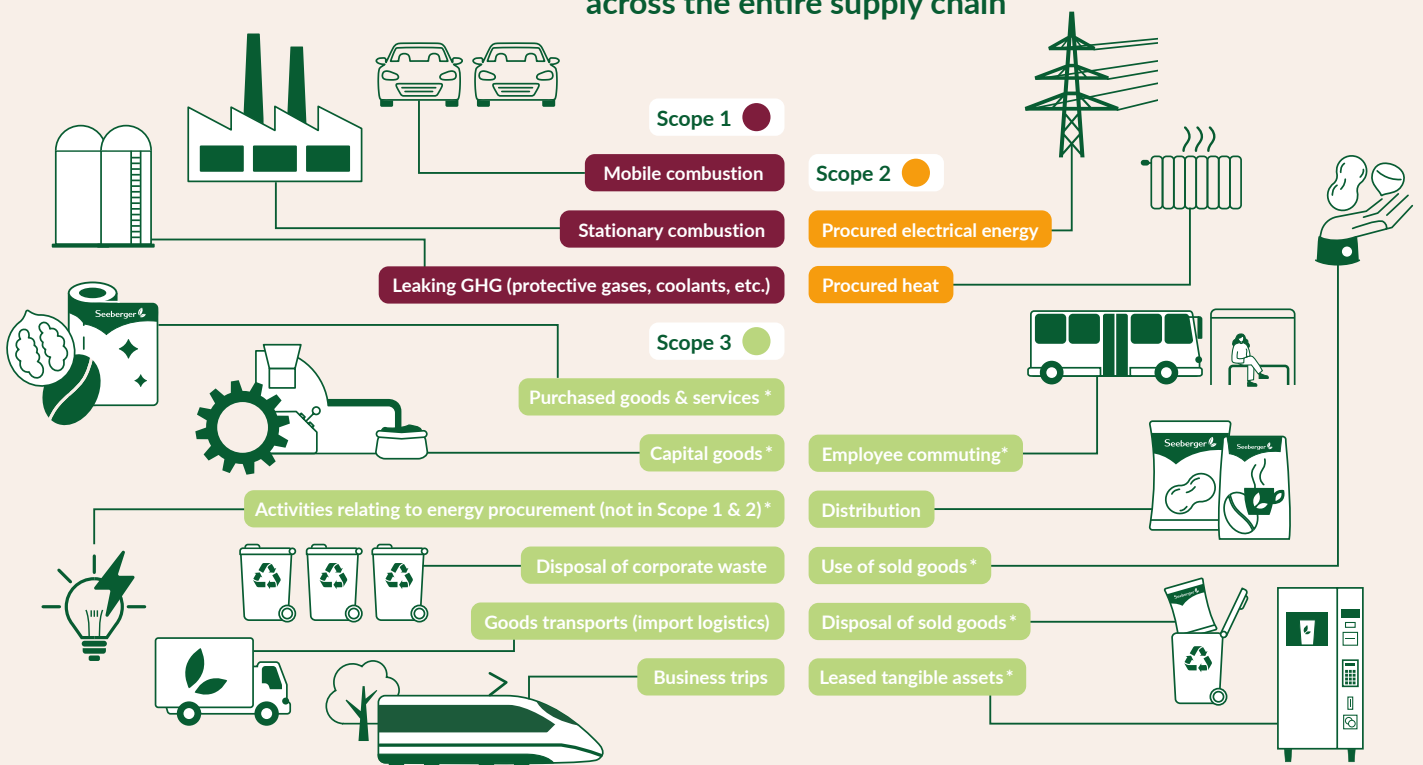 across the entire supply chain
Scope 1
Mobile combustion
Stationary combustion
Leaking GHG (protective gases, coolants, etc.)
Scope 2
Procured electrical energy
Procured heat
Scope 3
Purchased goods & services *
Capital goods *
Activities relating to energy procurement (not in Scope 1 & 2) *
Disposal of corporate waste
Goods transports (import logistics)
Business trips
Employee commuting*
Distribution
Use of sold goods *
Disposal of sold goods *
Leased tangible assets *
Seeberger
Seeberger
Seeberger
Seeberger